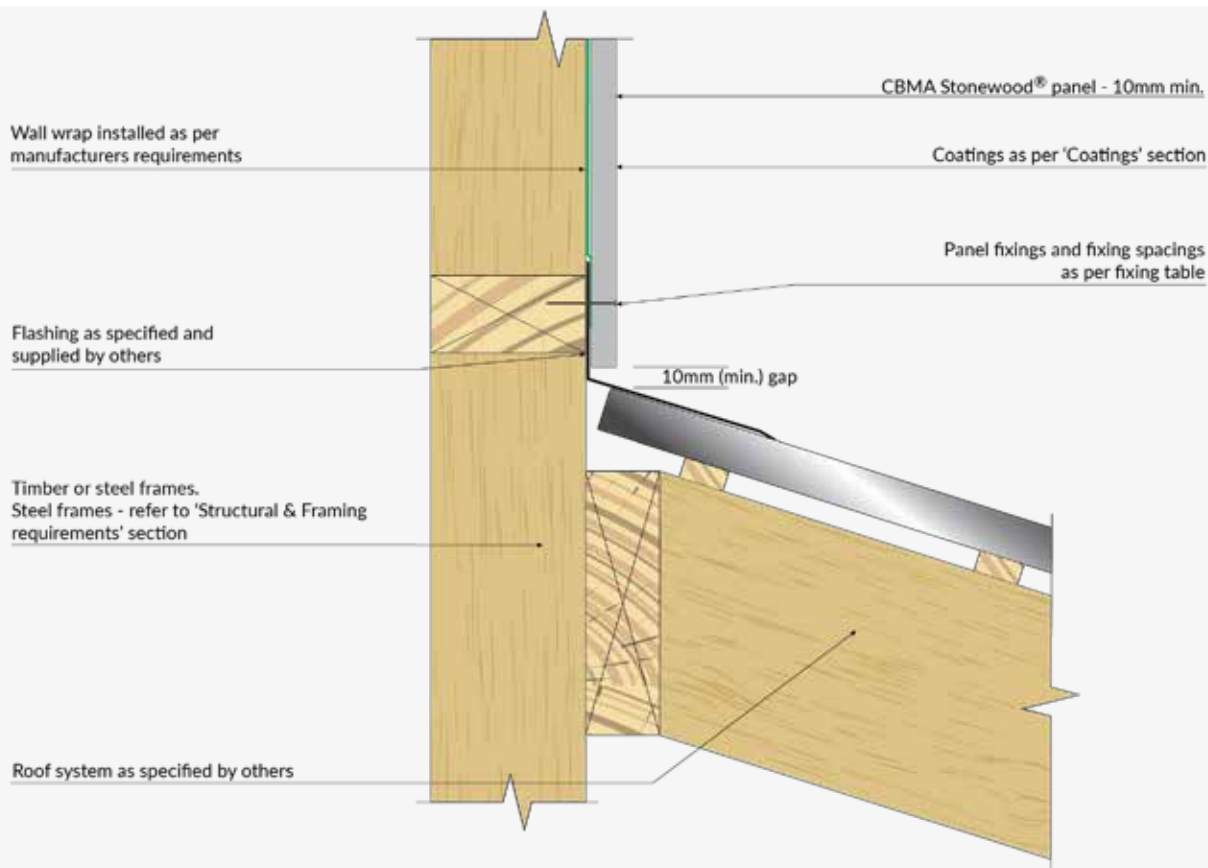 Wall wrap installed as per
manufacturers requirements
Flashing as specified and
supplied by others
Timber or steel frames.
Steel frames - refer to 'Structural & Framing
requirements' section
Roof system as specified by others
CBMA Stonewood® panel - 10mm min.
Coatings as per 'Coatings' section
Panel fixings and fixing spacings
as per fixing table
10mm (min.) gap